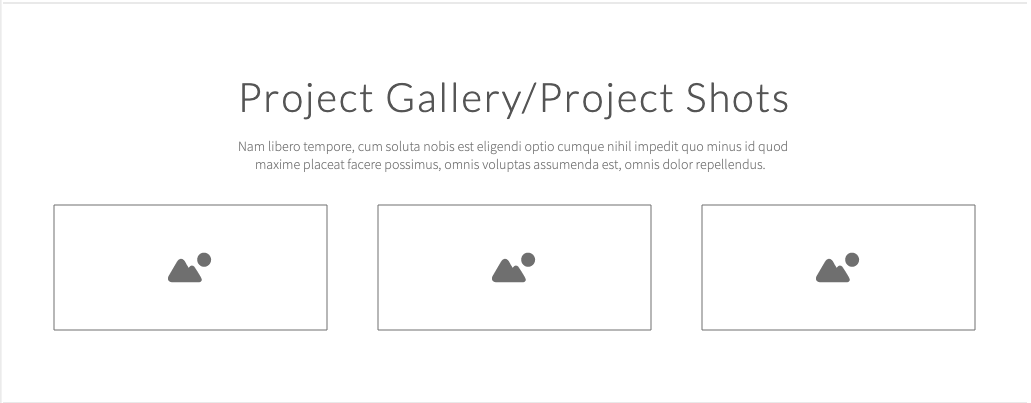 Project Gallery/Project Shots
Nam libero tempore, cum soluta nobis est eligendi optio cumque nihil impedit quo minus id quod
maxime placeat facere possimus, omnis voluptas assumenda est, omnis dolor repellendus.